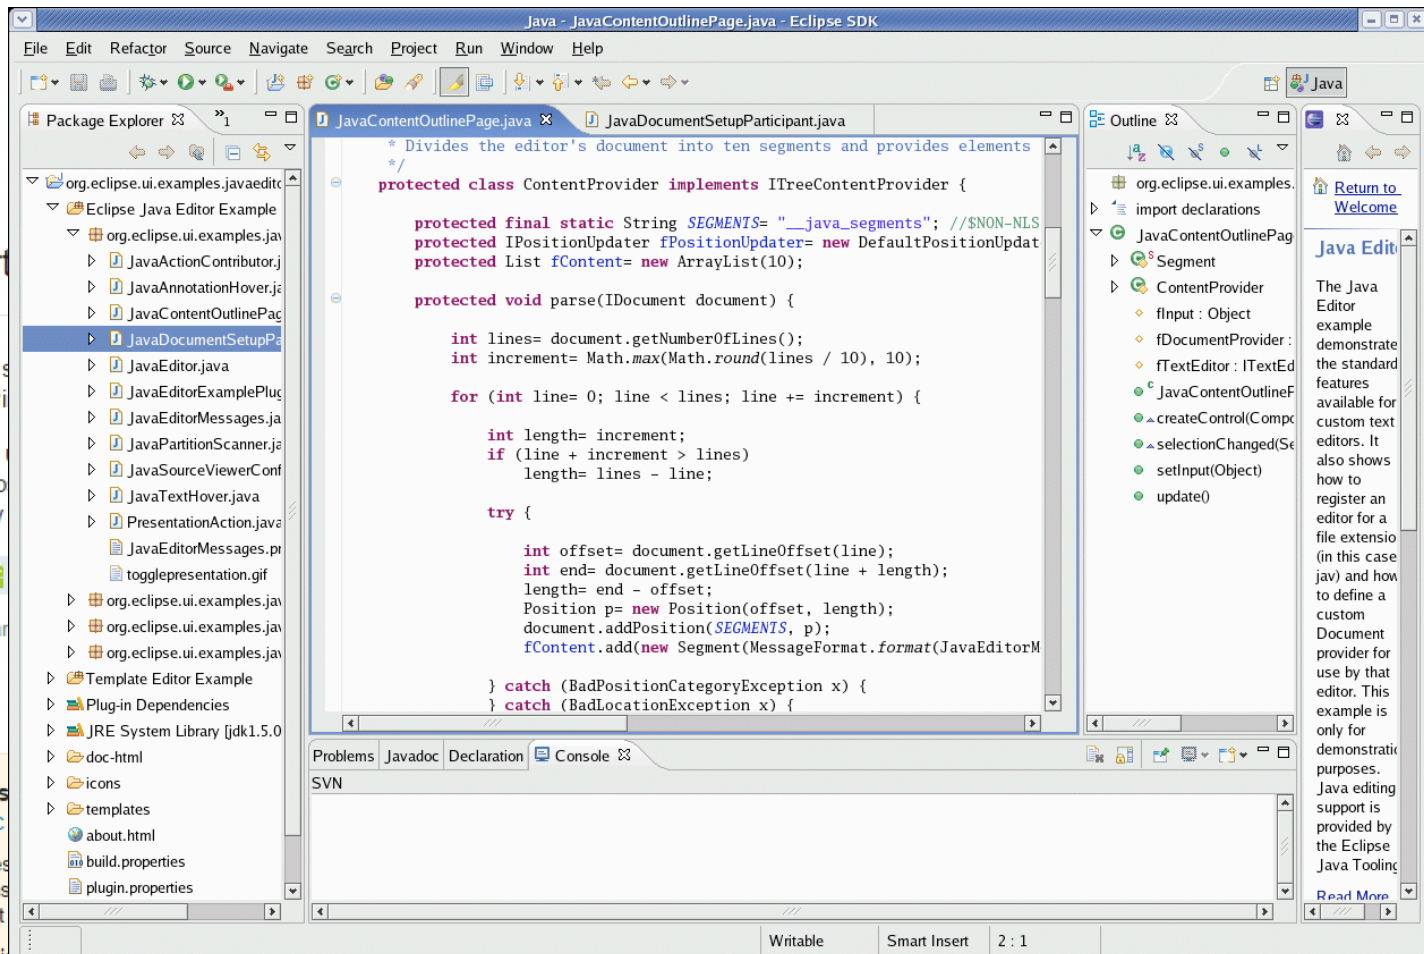 Java - JavaContentOutlinePage.java - Eclipse SDK
File Edit Refactor Source Navigate Search Project Run Window Help
Java
Package Explorer
1
org.eclipse.ui.examples.javaedito
Eclipse Java Editor Example
org.eclipse.ui.examples.jav
JavaActionContributor.j
JavaAnnotationHover.ja
JavaContentOutlinePag
JavaDocumentSetupPa
JavaEditor.java
JavaEditorExamplePlug
JavaEditorMessages.ja
JavaPartitionScanner.ja
JavaSourceViewerConf
JavaTextHover.java
PresentationAction.java
JavaEditorMessages.pr
togglepresentation.gif
org.eclipse.ui.examples.jav
org.eclipse.ui.examples.jav
org.eclipse.ui.examples.jav
Template Editor Example
Plug-in Dependencies
JRE System Library [jdk1.5.0
doc-html
icons
templates
about.html
build.properties
plugin.properties
JavaContentOutlinePage.java JavaDocumentSetupParticipant.java
* Divides the editor's document into ten segments and provides elements
*/
protected class ContentProvider implements ITreeContentProvider {
protected final static String SEGMENTS= "__java_segments"; //$NON-NLS
protected IPositionUpdater fPositionUpdater= new DefaultPositionUpdat
protected List fContent= new ArrayList(10);
protected void parse(IDocument document) {
int lines= document.getNumberOfLines();
int increment= Math.max(Math.round(lines / 10), 10);
for (int line= 0; line < lines; line += increment) {
int length= increment;
if (line + increment > lines)
length= lines - line;
try {
int offset= document.getLineOffset(line);
int end= document.getLineOffset(line + length);
length= end - offset;
Position p= new Position(offset, length);
document.addPosition(SEGMENTS, p);
fContent.add(new Segment(MessageFormat.format(JavaEditorM
} catch (BadPositionCategoryException x) {
} catch (BadLocationException x) {
Outline
org.eclipse.ui.examples.
import declarations
JavaContentOutlinePag
Segment
ContentProvider
fInput : Object
fDocumentProvider :
fTextEditor : ITextEd
JavaContentOutlineP
createControl(Compo
selectionChanged(Se
setInput(Object)
update()
Return to
Welcome
Java Edit
The Java
Editor
example
demonstrate
the standard
features
available for
custom text
editors. It
also shows
how to
register an
editor for a
file extensio
(in this case
jav) and how
to define a
custom
Document
provider for
use by that
editor. This
example is
only for
demonstratic
purposes.
Java editing
support is
provided by
the Eclipse
Java Tooling
Read More
Problems Javadoc Declaration Console
SVN
Writable Smart Insert 2 : 1